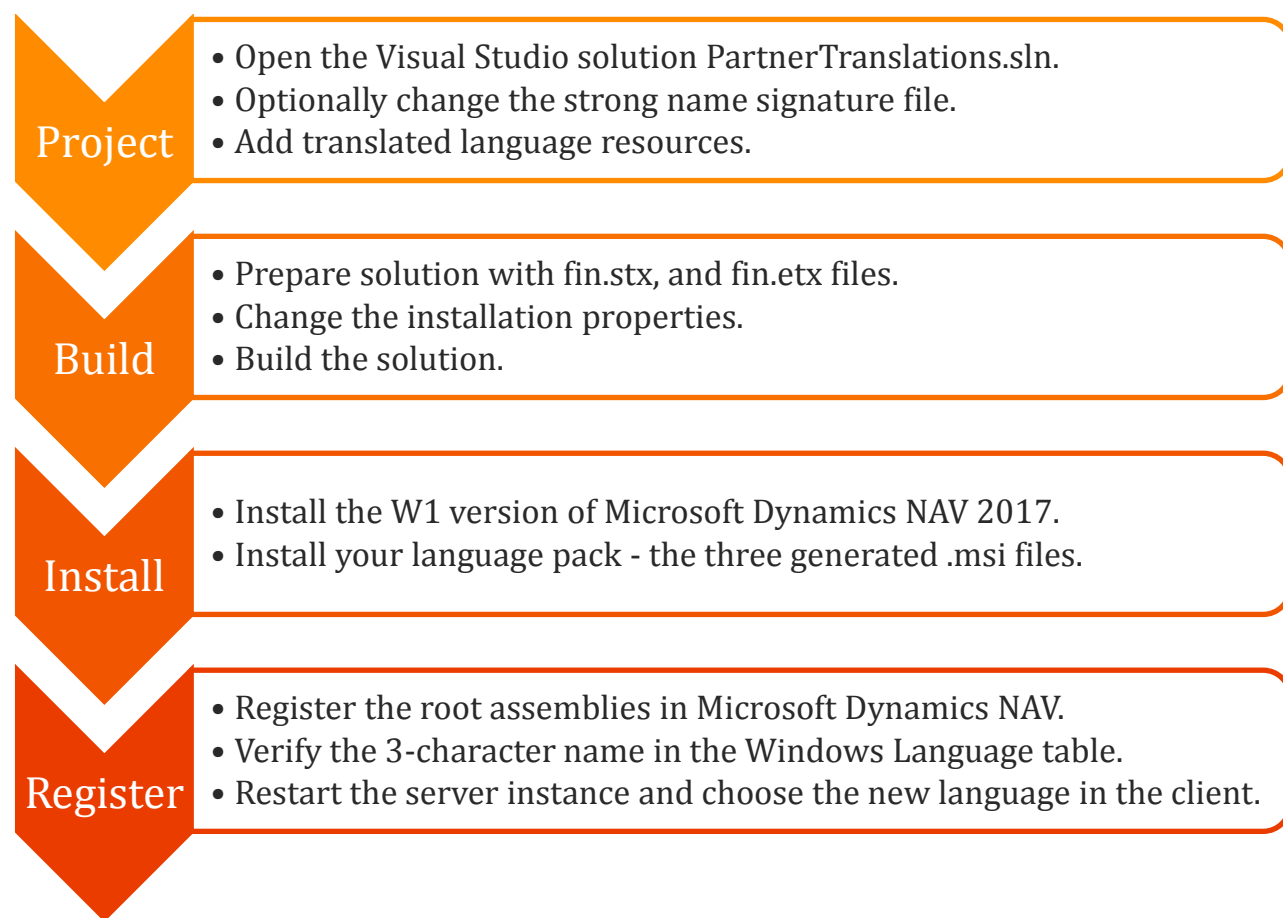 Project
• Open the Visual Studio solution PartnerTranslations.sln.
• Optionally change the strong name signature file.
• Add translated language resources.
Build
• Prepare solution with fin.stx, and fin.etx files.
• Change the installation properties.
• Build the solution.
Install
• Install the W1 version of Microsoft Dynamics NAV 2017.
• Install your language pack - the three generated .msi files.
Register
• Register the root assemblies in Microsoft Dynamics NAV.
• Verify the 3-character name in the Windows Language table.
• Restart the server instance and choose the new language in the client.